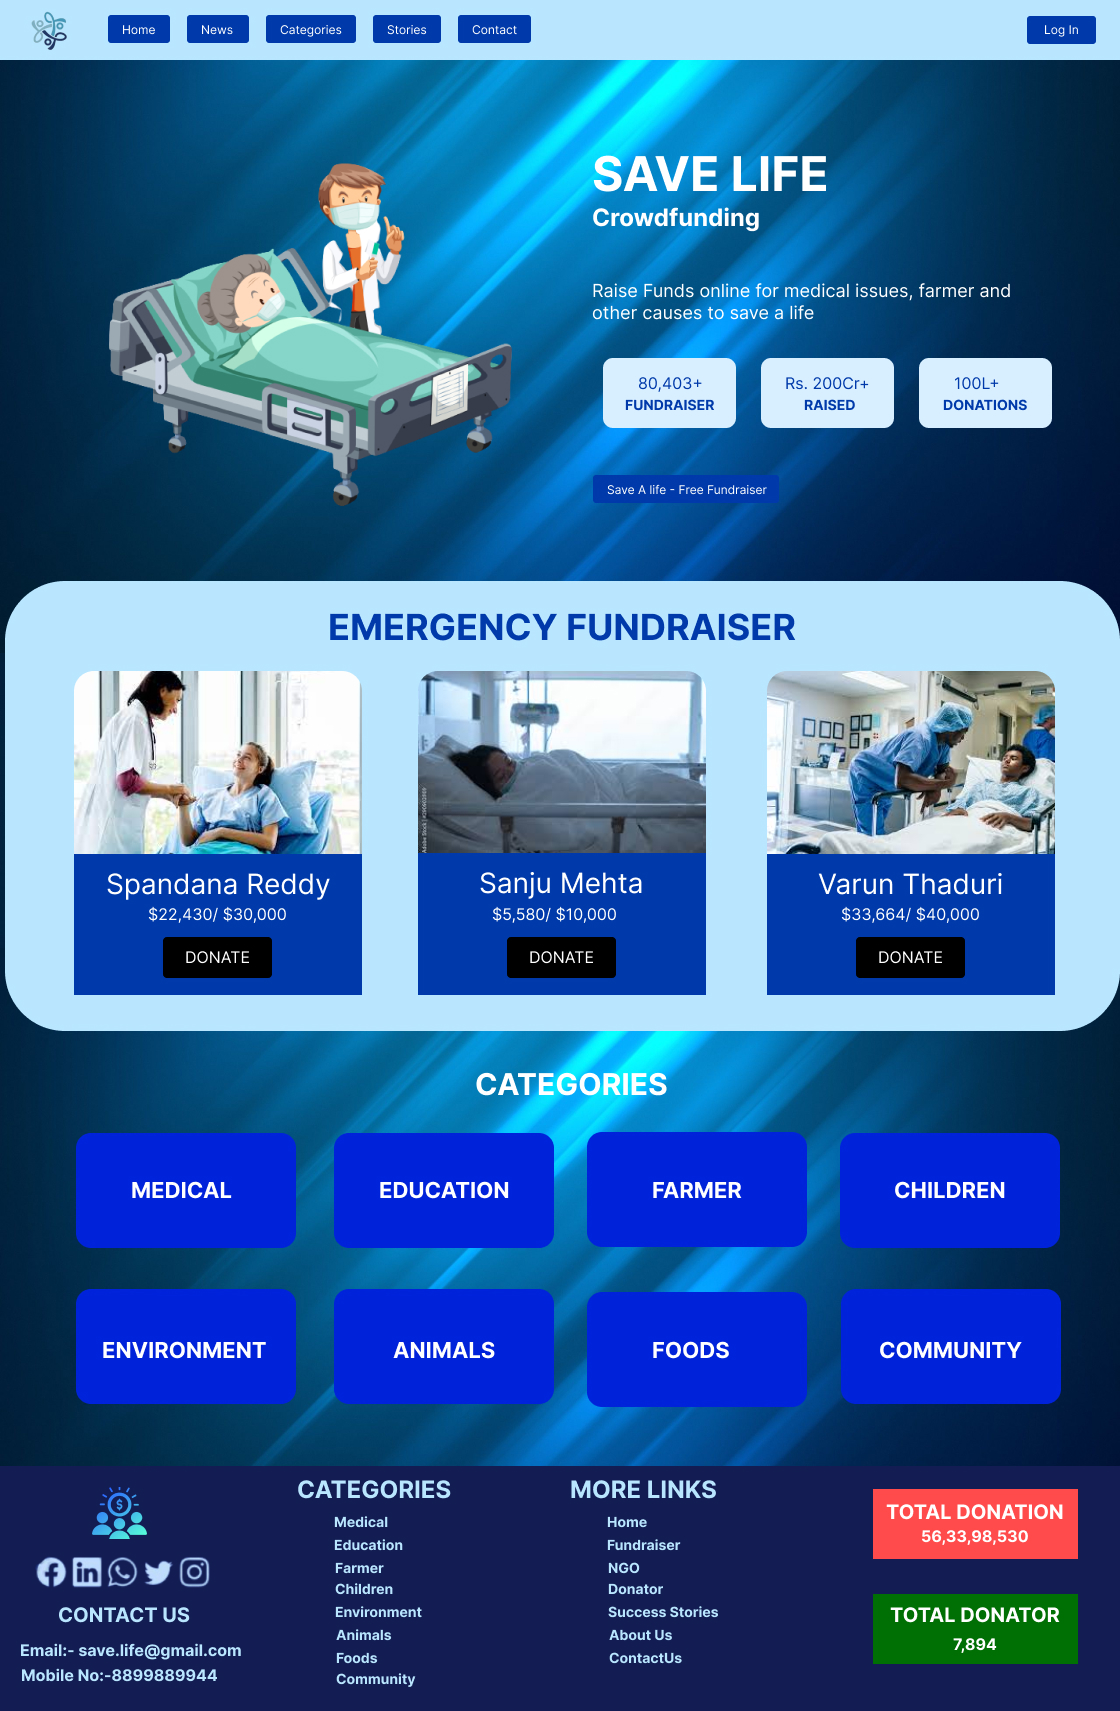 Home
News
Categories
Stories
Contact
Log In
SAVE LIFE
Crowdfunding
Raise Funds online for medical issues, farmer and
other causes to save a life
80,403+
FUNDRAISER
Rs. 200Cr+
RAISED
100L+
DONATIONS
Save A life - Free Fundraiser
EMERGENCY FUNDRAISER
Spandana Reddy
$22,430/ $30,000
DONATE
Sanju Mehta
$5,580/ $10,000
DONATE
Varun Thaduri
$33,664/ $40,000
DONATE
CATEGORIES
MEDICAL
EDUCATION
FARMER
CHILDREN
ENVIRONMENT
ANIMALS
FOODS
COMMUNITY
CONTACT US
Email:- save.life@gmail.com
Mobile No:-8899889944
CATEGORIES
Medical
Education
Farmer
Children
Environment
Animals
Foods
Community
MORE LINKS
Home
Fundraiser
NGO
Donator
Success Stories
About Us
ContactUs
TOTAL DONATION
56,33,98,530
TOTAL DONATOR
7,894